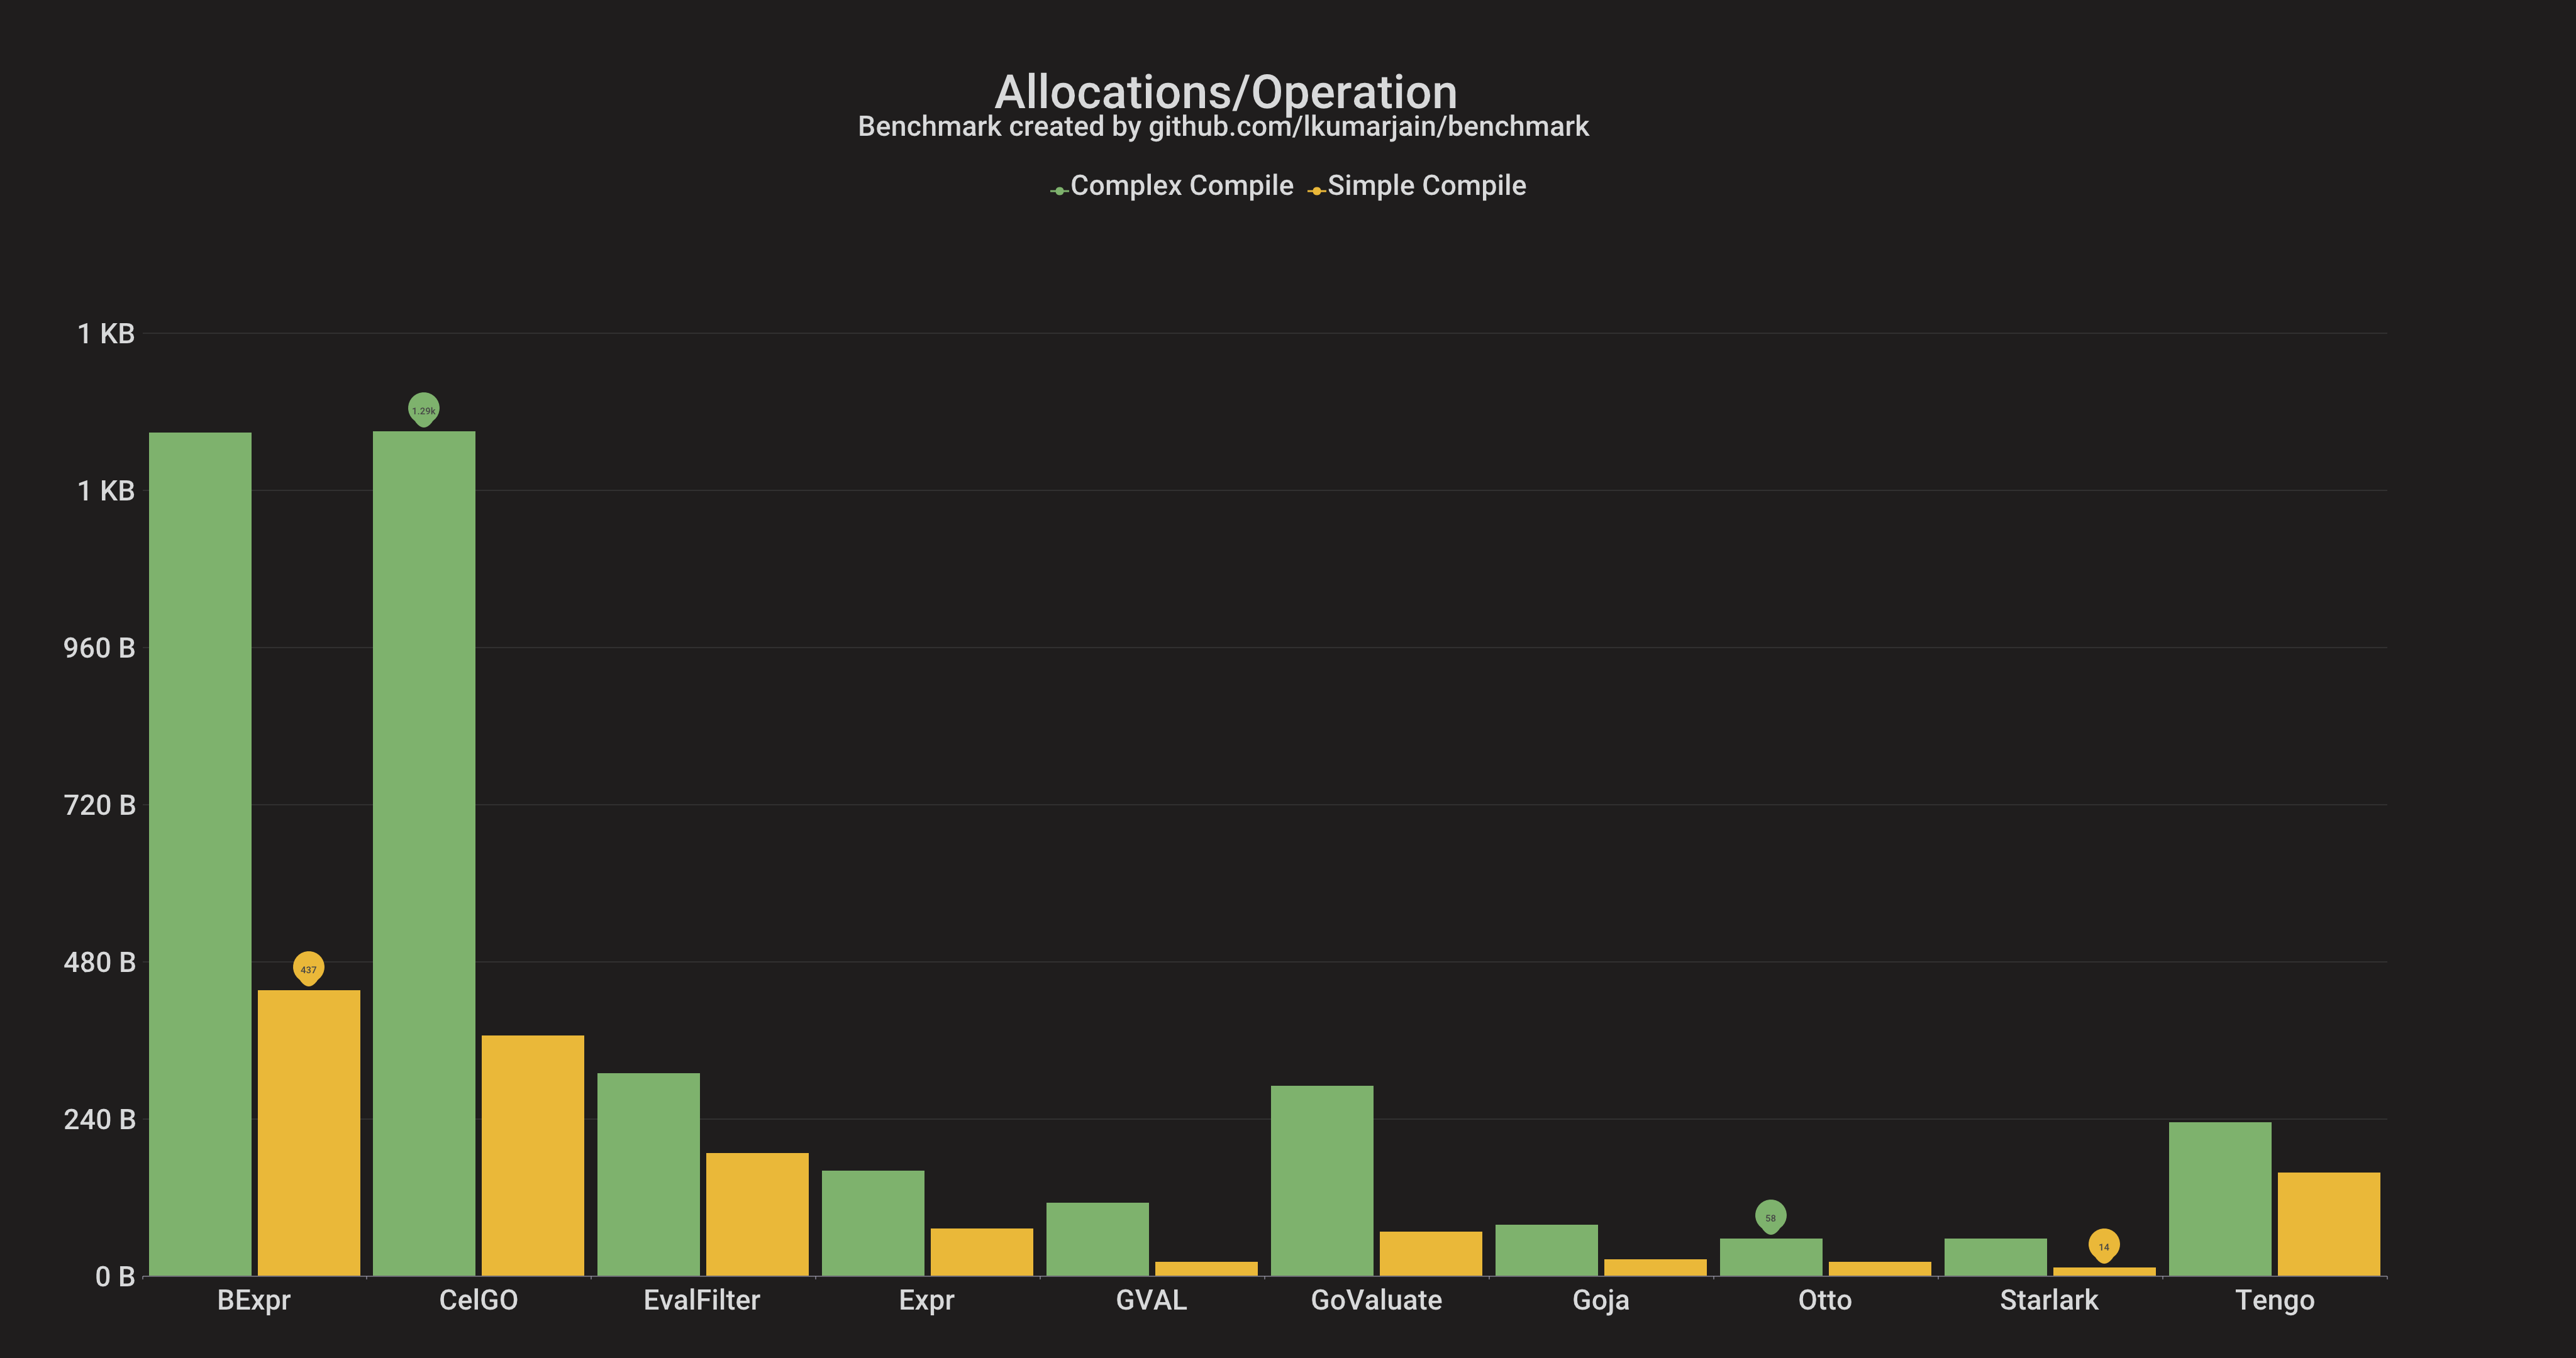 Allocations/Operation
Benchmark created by github.com/lkumarjain/benchmark
Complex Compile Simple Compile
1 KB
1.29k
1 KB
960 B
720 B
480 B
437
240 B
58
14
0 B
BExpr CelGO EvalFilter Expr GVAL GoValuate Goja Otto Starlark Tengo